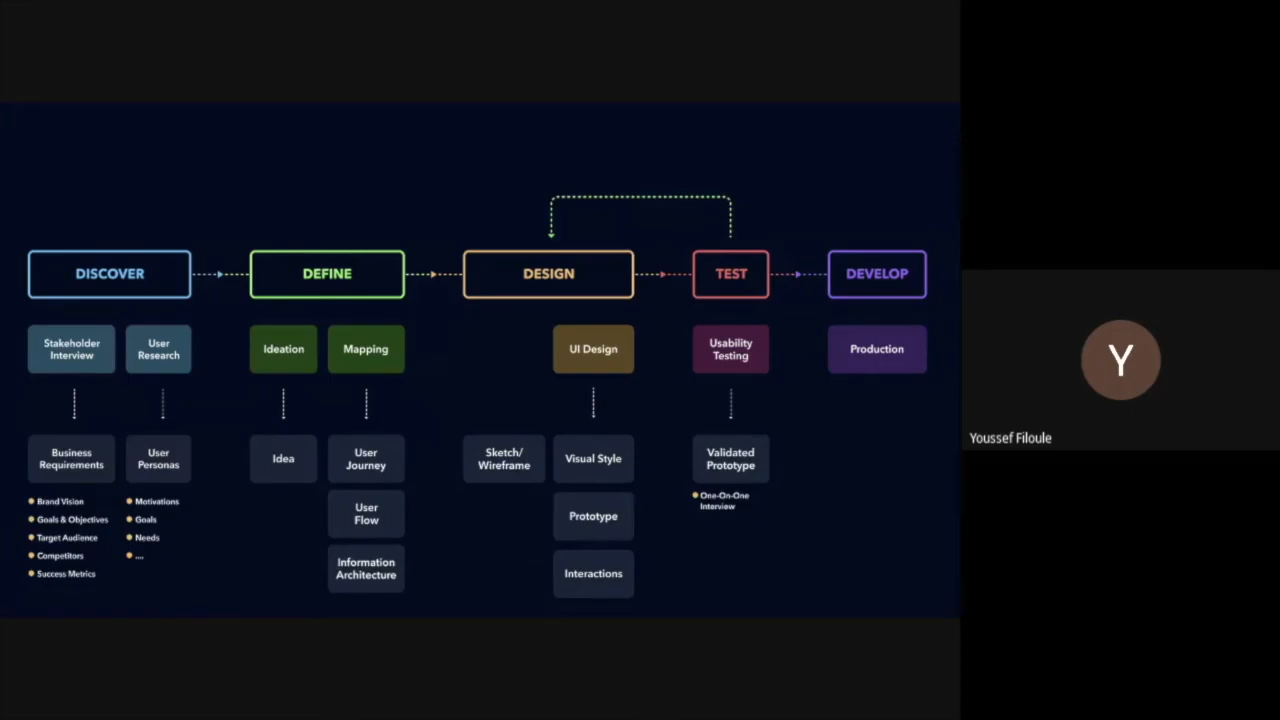 DISCOVER
DEFINE
DESIGN
TEST
DEVELOP
Stakeholder
Interview
User
Research
Ideation
Mapping
UI Design
Usability
Testing
Production
Business
Requirements
User
Personas
Idea
User
Journey
Sketch/
Wireframe
Visual Style
Validated
Prototype
Brand Vision
Goals & Objectives
Target Audience
Competitors
Success Metrics
Motivations
Goals
Needs
....
User
Flow
Information
Architecture
Prototype
Interactions
One-On-One
Interview
Y
Youssef Filoule